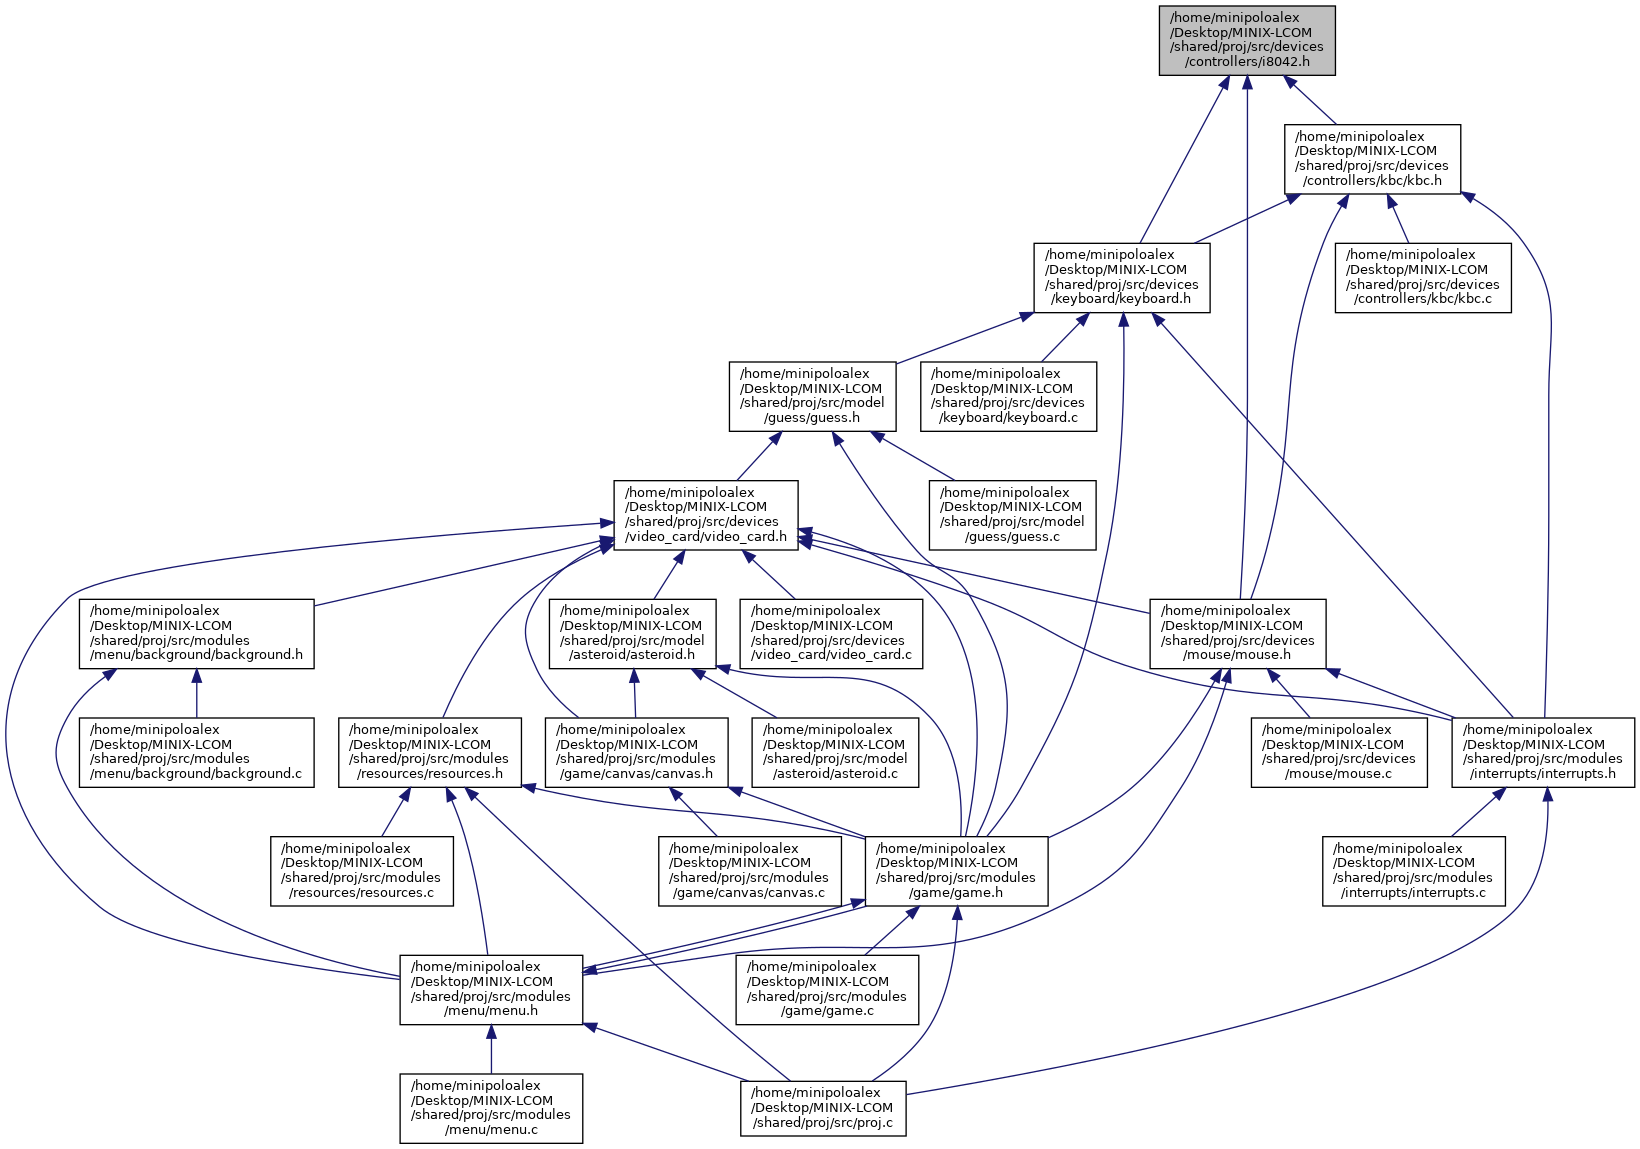 /home/minipoloalex
/Desktop/MINIX-LCOM
/shared/proj/src/devices
/controllers/i8042.h
/home/minipoloalex
/Desktop/MINIX-LCOM
/shared/proj/src/devices
/controllers/kbc/kbc.h
/home/minipoloalex
/Desktop/MINIX-LCOM
/shared/proj/src/devices
/keyboard/keyboard.h
/home/minipoloalex
/Desktop/MINIX-LCOM
/shared/proj/src/devices
/controllers/kbc/kbc.c
/home/minipoloalex
/Desktop/MINIX-LCOM
/shared/proj/src/model
/guess/guess.h
/home/minipoloalex
/Desktop/MINIX-LCOM
/shared/proj/src/devices
/keyboard/keyboard.c
/home/minipoloalex
/Desktop/MINIX-LCOM
/shared/proj/src/devices
/video_card/video_card.h
/home/minipoloalex
/Desktop/MINIX-LCOM
/shared/proj/src/model
/guess/guess.c
/home/minipoloalex
/Desktop/MINIX-LCOM
/shared/proj/src/modules
/menu/background/background.h
/home/minipoloalex
/Desktop/MINIX-LCOM
/shared/proj/src/model
/asteroid/asteroid.h
/home/minipoloalex
/Desktop/MINIX-LCOM
/shared/proj/src/devices
/video_card/video_card.c
/home/minipoloalex
/Desktop/MINIX-LCOM
/shared/proj/src/devices
/mouse/mouse.h
/home/minipoloalex
/Desktop/MINIX-LCOM
/shared/proj/src/modules
/menu/background/background.c
/home/minipoloalex
/Desktop/MINIX-LCOM
/shared/proj/src/modules
/resources/resources.h
/home/minipoloalex
/Desktop/MINIX-LCOM
/shared/proj/src/modules
/game/canvas/canvas.h
/home/minipoloalex
/Desktop/MINIX-LCOM
/shared/proj/src/model
/asteroid/asteroid.c
/home/minipoloalex
/Desktop/MINIX-LCOM
/shared/proj/src/devices
/mouse/mouse.c
/home/minipoloalex
/Desktop/MINIX-LCOM
/shared/proj/src/modules
/interrupts/interrupts.h
/home/minipoloalex
/Desktop/MINIX-LCOM
/shared/proj/src/modules
/resources/resources.c
/home/minipoloalex
/Desktop/MINIX-LCOM
/shared/proj/src/modules
/game/canvas/canvas.c
/home/minipoloalex
/Desktop/MINIX-LCOM
/shared/proj/src/modules
/game/game.h
/home/minipoloalex
/Desktop/MINIX-LCOM
/shared/proj/src/modules
/interrupts/interrupts.c
/home/minipoloalex
/Desktop/MINIX-LCOM
/shared/proj/src/modules
/menu/menu.h
/home/minipoloalex
/Desktop/MINIX-LCOM
/shared/proj/src/modules
/game/game.c
/home/minipoloalex
/Desktop/MINIX-LCOM
/shared/proj/src/modules
/menu/menu.c
/home/minipoloalex
/Desktop/MINIX-LCOM
/shared/proj/src/proj.c